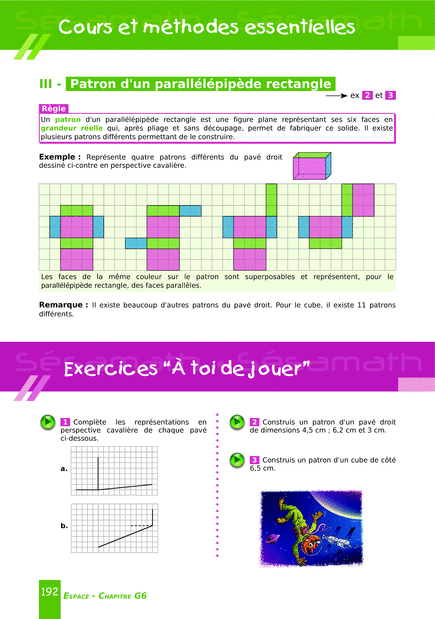 Cours et méthodes essentielles
III - Patron d'un parallélépipède rectangle
ex 2 et 3
Règle
Un patron d'un parallélépipède rectangle est une figure plane représentant ses six faces en
grandeur réelle qui, après pliage et sans découpage, permet de fabriquer ce solide. Il existe
plusieurs patrons différents permettant de le construire.
Exemple : Représente quatre patrons différents du pavé droit
dessiné ci-contre en perspective cavalière.
Les faces de la même couleur sur le patron sont superposables et représentent, pour le
parallélépipède rectangle, des faces parallèles.
Remarque : Il existe beaucoup d'autres patrons du pavé droit. Pour le cube, il existe 11 patrons
différents.
Exercices “À toi de jouer”
1 Complète les représentations en
perspective cavalière de chaque pavé
ci-dessous.
a.
b.
2 Construis un patron d'un pavé droit
de dimensions 4,5 cm ; 6,2 cm et 3 cm.
3 Construis un patron d'un cube de côté
6,5 cm.
192 Espace - Chapitre G6